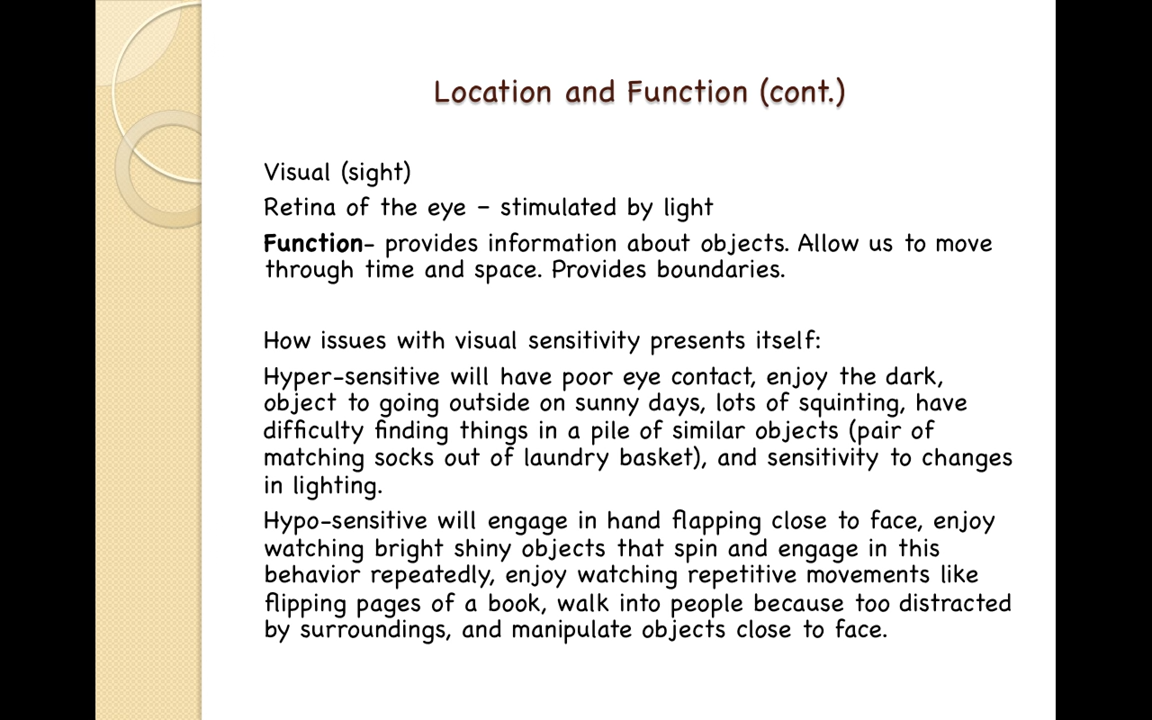 Location and Function (cont.)
Visual (sight)
Retina of the eye – stimulated by light
Function- provides information about objects. Allow us to move
through time and space. Provides boundaries.
How issues with visual sensitivity presents itself:
Hyper-sensitive will have poor eye contact, enjoy the dark,
object to going outside on sunny days, lots of squinting, have
difficulty finding things in a pile of similar objects (pair of
matching socks out of laundry basket), and sensitivity to changes
in lighting.
Hypo-sensitive will engage in hand flapping close to face, enjoy
watching bright shiny objects that spin and engage in this
behavior repeatedly, enjoy watching repetitive movements like
flipping pages of a book, walk into people because too distracted
by surroundings, and manipulate objects close to face.